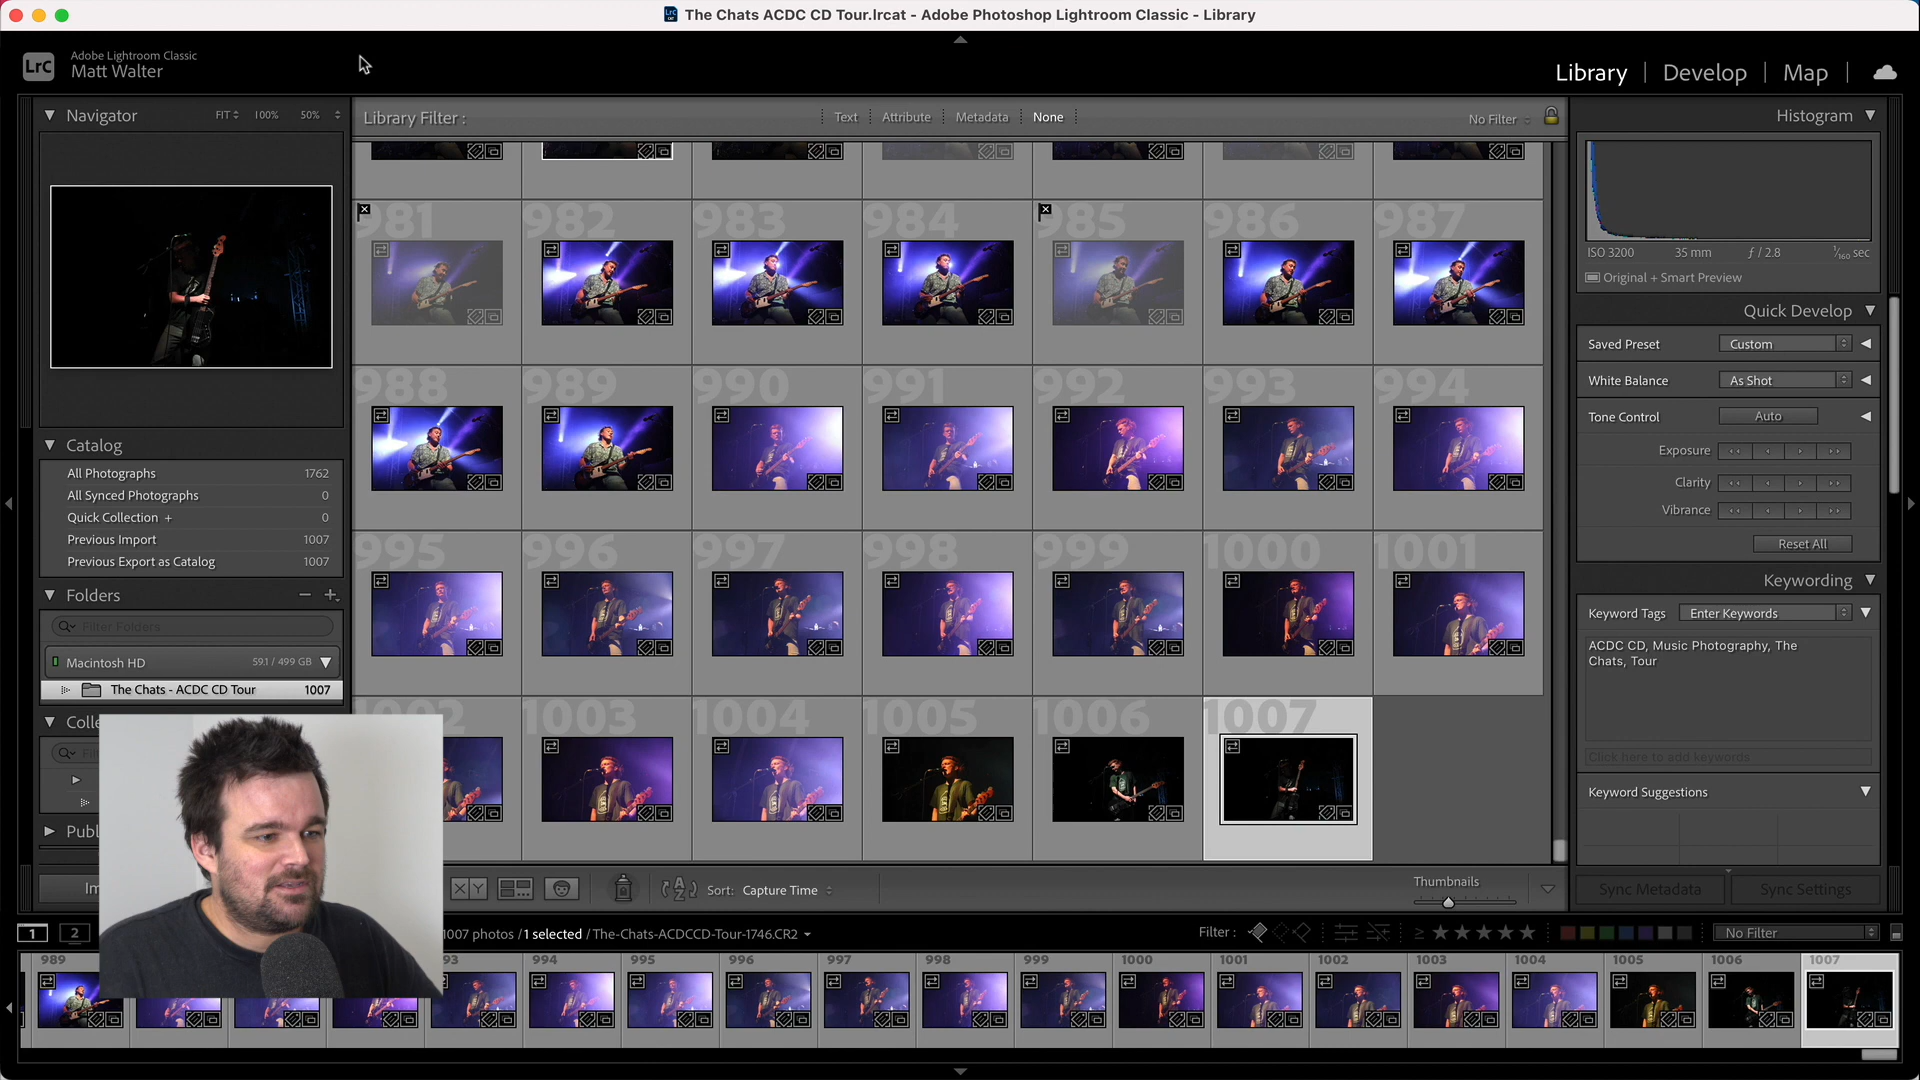 The Chats ACDC CD Tour.lrcat - Adobe Photoshop Lightroom Classic - Library
LrC
Adobe Lightroom Classic
Matt Walter
Library
Develop
Map
Navigator
FIT
100%
50%
Library Filter :
Text
Attribute
Metadata
None
No Filter
Histogram
ISO 3200
35 mm
ƒ / 2.8
1/160 sec
Original + Smart Preview
Quick Develop
Saved Preset
Custom
White Balance
As Shot
Tone Control
Auto
Exposure
Clarity
Vibrance
Reset All
Keywording
Keyword Tags
Enter Keywords
ACDC CD, Music Photography, The
Chats, Tour
Click here to add keywords
Keyword Suggestions
Sync Metadata
Sync Settings
Catalog
All Photographs 1762
All Synced Photographs 0
Quick Collection + 0
Previous Import 1007
Previous Export as Catalog 1007
Folders
Filter Folders
Macintosh HD 59.1 / 499 GB
The Chats - ACDC CD Tour 1007
981 982 983 984 985 986 987
988 989 990 991 992 993 994
995 996 997 998 999 1000 1001
1003 1004 1005 1006 1007
XY
Sort: Capture Time
Thumbnails
1 2
1007 photos / 1 selected / The-Chats-ACDCCD-Tour-1746.CR2
Filter :
≥
No Filter
989 994 995 996 997 998 999 1000 1001 1002 1003 1004 1005 1006 1007